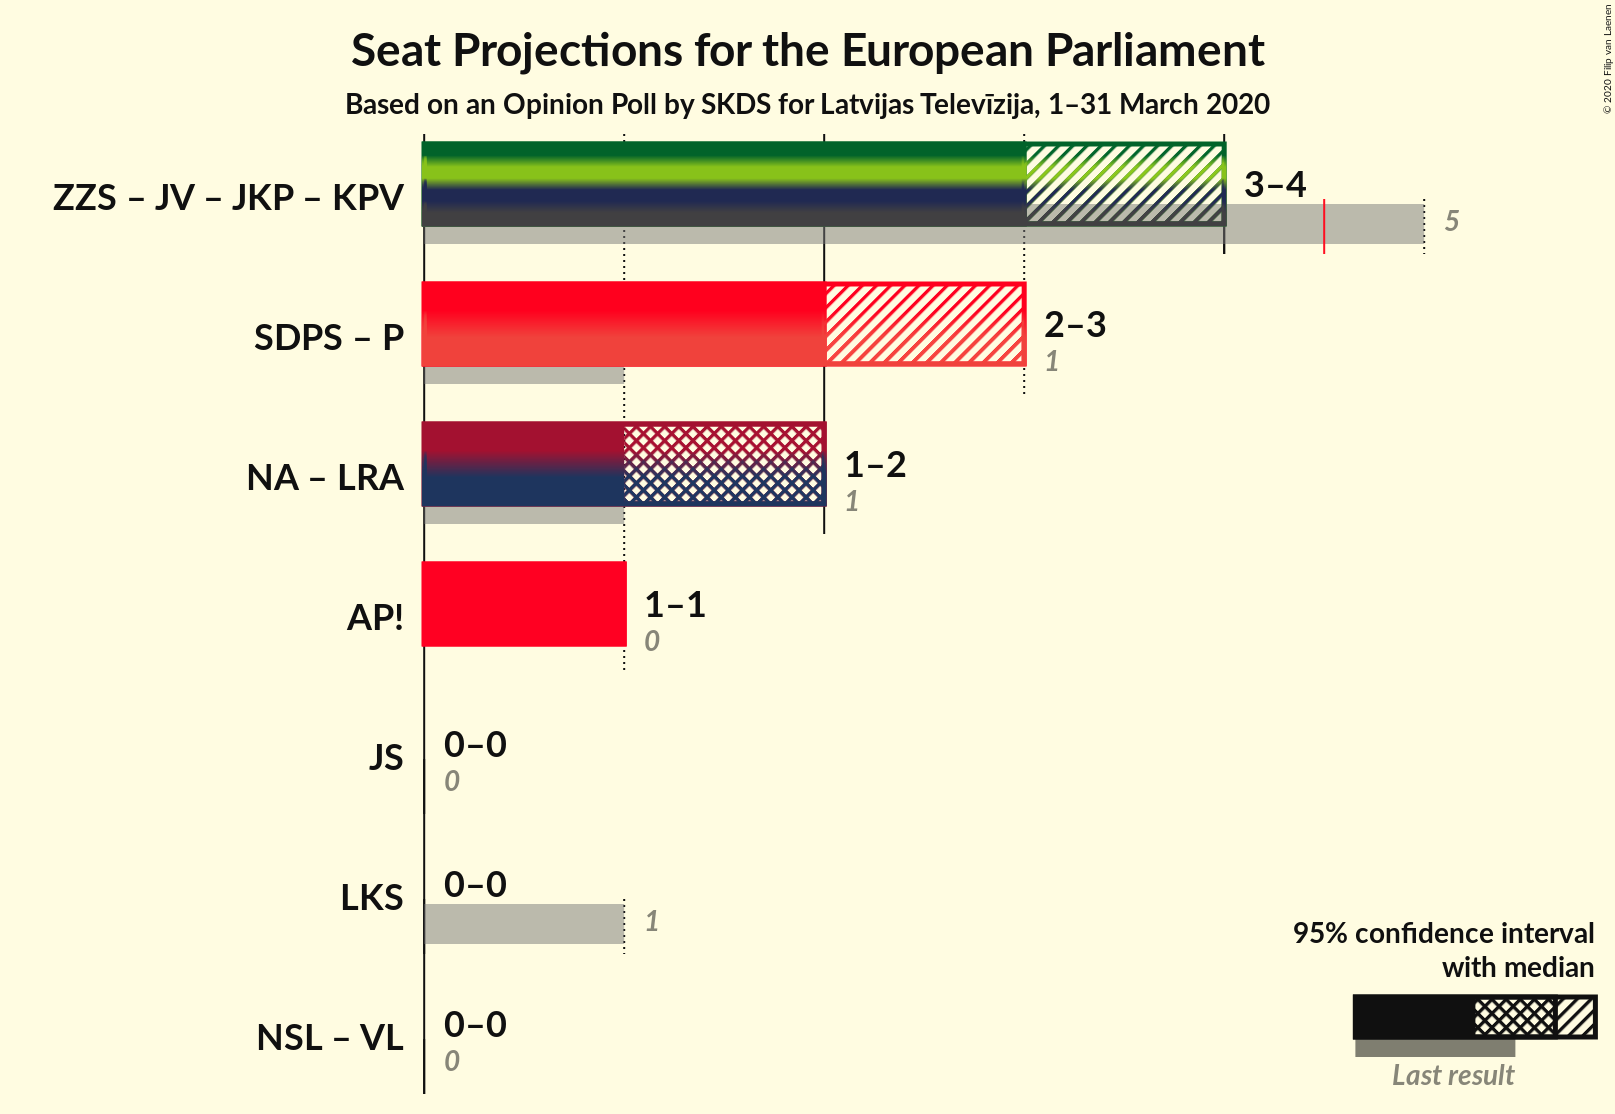 Seat Projections for the European Parliament
Based on an Opinion Poll by SKDS for Latvijas Televīzija, 1–31 March 2020
© 2020 Filip van Laenen
ZZS – JV – JKP – KPV
3–4
5
SDPS – P
2–3
1
NA – LRA
1–2
1
AP!
1–1
0
JS
0–0
0
LKS
0–0
1
NSL – VL
0–0
0
95% confidence interval
with median
Last result